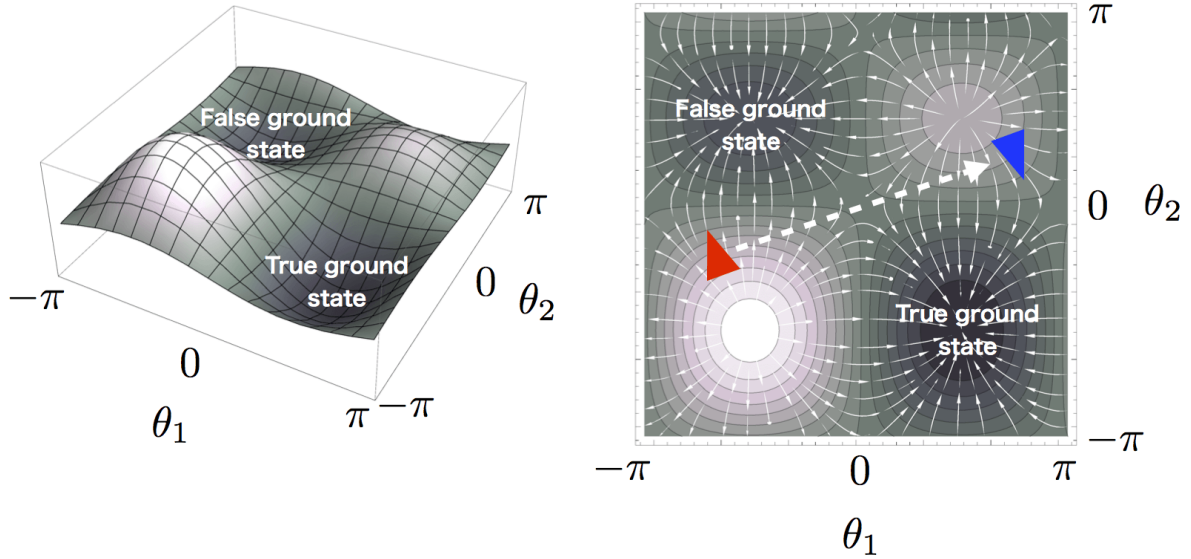 False ground
state
True ground
state
−π
0
π
θ₁
−π
0
π
θ₂
False ground
state
True ground
state
π
0
θ₂
−π
−π
0
π
θ₁